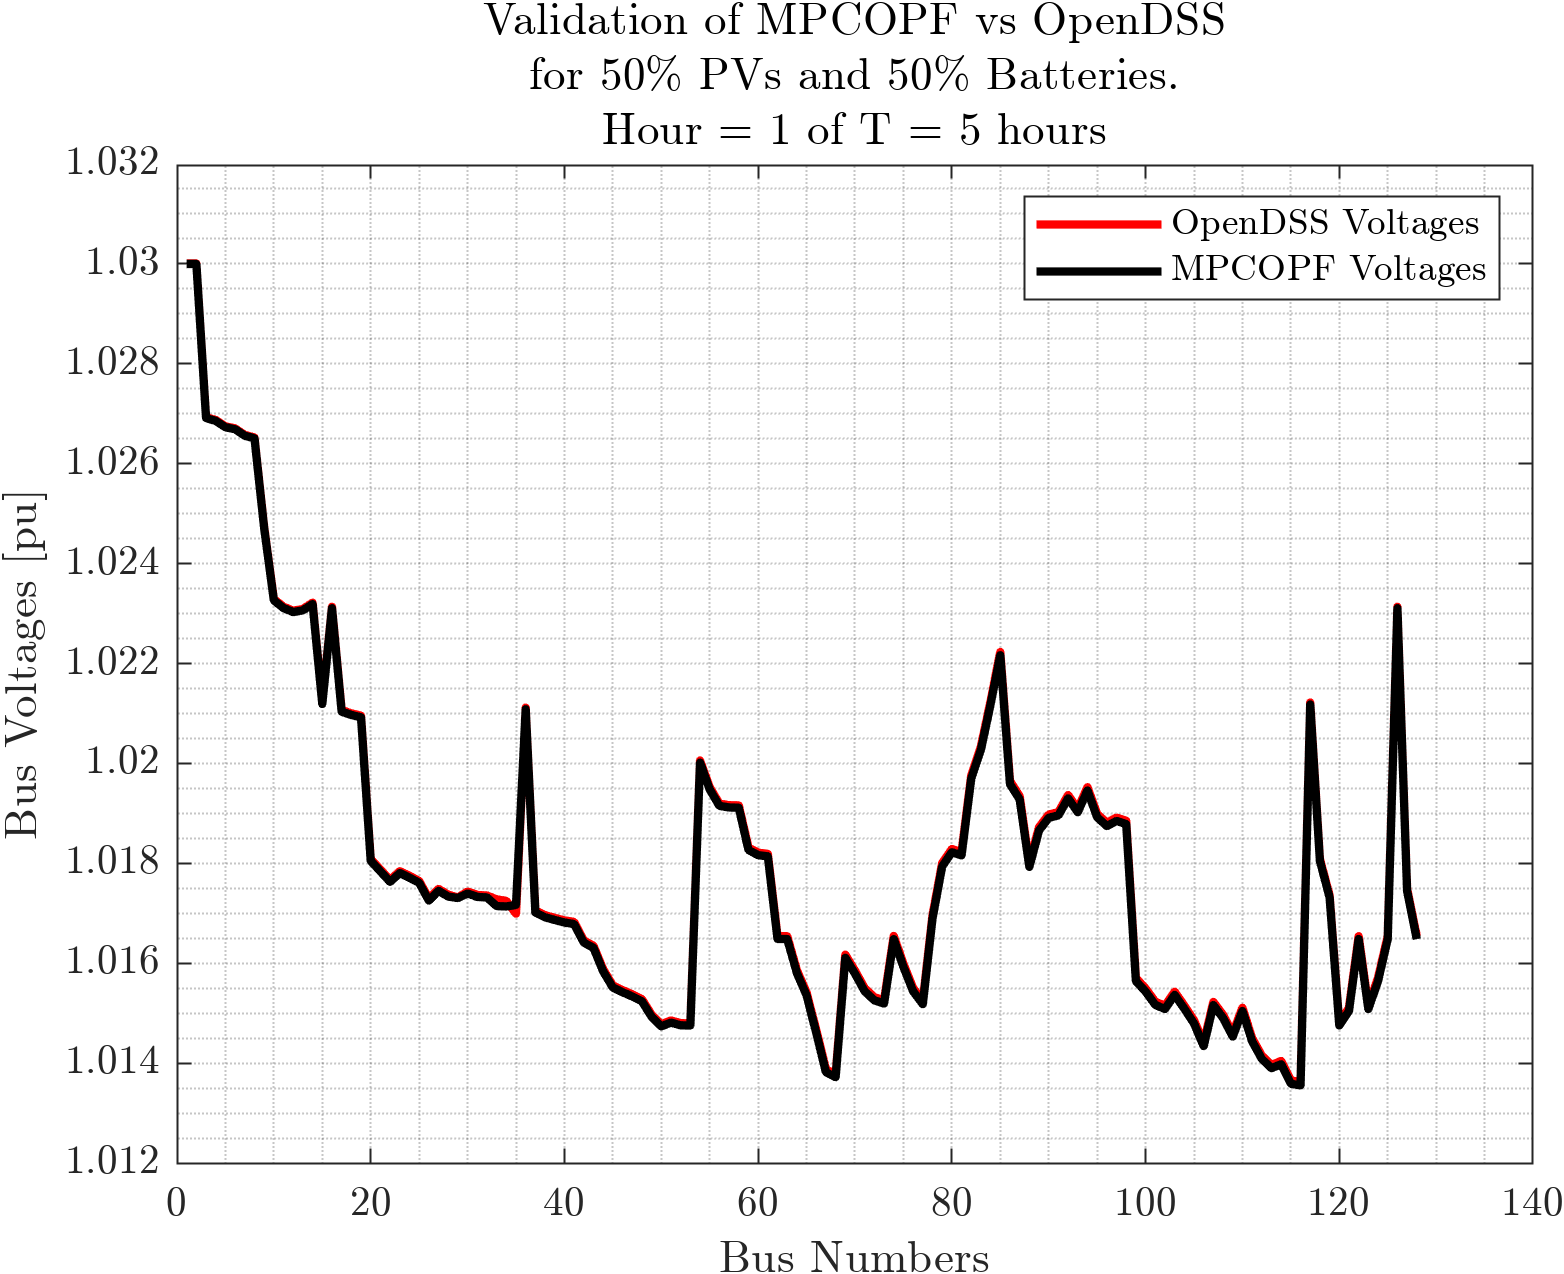 Validation of MPCOPF vs OpenDSS
for 50% PVs and 50% Batteries.
Hour = 1 of T = 5 hours
OpenDSS Voltages
MPCOPF Voltages
Bus Voltages [pu]
1.032
1.03
1.028
1.026
1.024
1.022
1.02
1.018
1.016
1.014
1.012
0 20 40 60 80 100 120 140
Bus Numbers